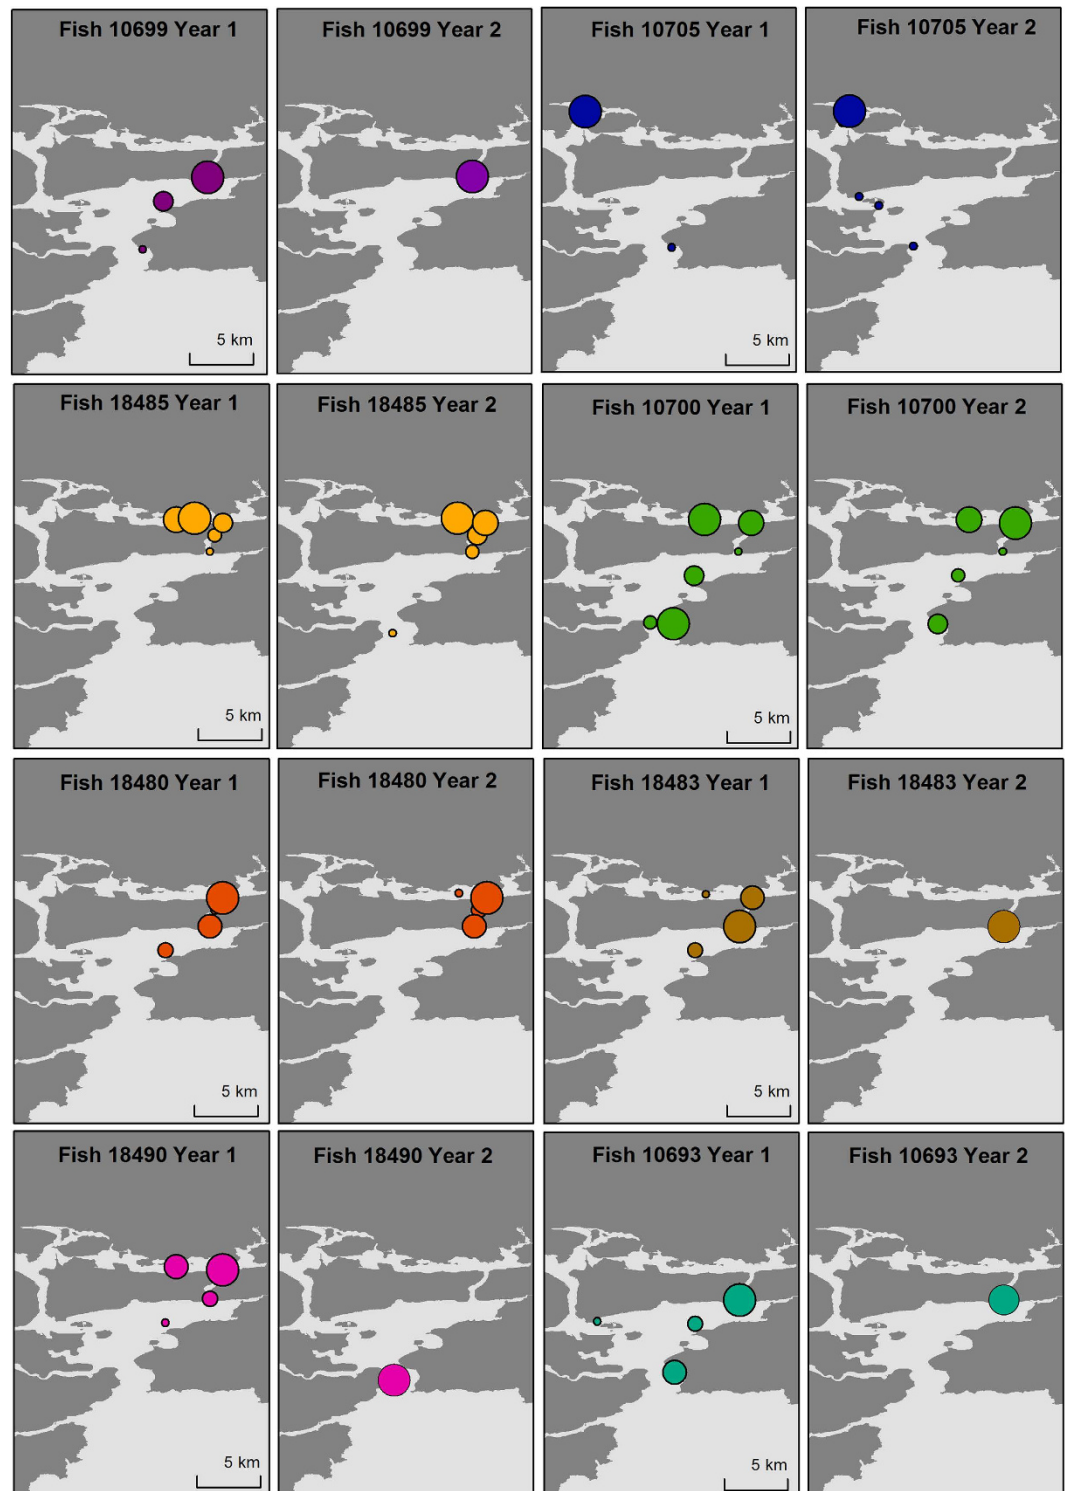 Fish 10699 Year 1
Fish 10699 Year 2
Fish 10705 Year 1
Fish 10705 Year 2
5 km
5 km
Fish 18485 Year 1
Fish 18485 Year 2
Fish 10700 Year 1
Fish 10700 Year 2
5 km
5 km
Fish 18480 Year 1
Fish 18480 Year 2
Fish 18483 Year 1
Fish 18483 Year 2
5 km
5 km
Fish 18490 Year 1
Fish 18490 Year 2
Fish 10693 Year 1
Fish 10693 Year 2
5 km
5 km